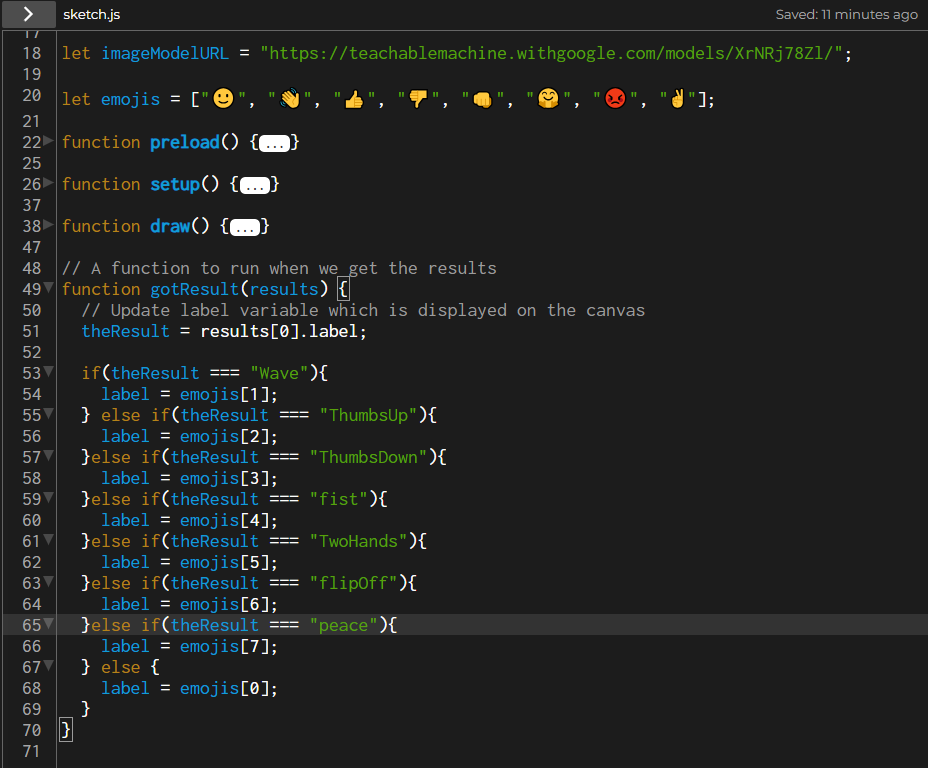 sketch.js Saved: 11 minutes ago
17
18 let imageModelURL = "https://teachablemachine.withgoogle.com/models/XrNRj78Zl/";
19
20 let emojis = ["🙂", "👋", "👍", "👎", "👊", "🤗", "😡", "✌️"];
21
22 function preload() {...}
25
26 function setup() {...}
37
38 function draw() {...}
47
48 // A function to run when we get the results
49 function gotResult(results) {
50 // Update label variable which is displayed on the canvas
51 theResult = results[0].label;
52
53 if(theResult === "Wave"){
54 label = emojis[1];
55 } else if(theResult === "ThumbsUp"){
56 label = emojis[2];
57 }else if(theResult === "ThumbsDown"){
58 label = emojis[3];
59 }else if(theResult === "fist"){
60 label = emojis[4];
61 }else if(theResult === "TwoHands"){
62 label = emojis[5];
63 }else if(theResult === "flipOff"){
64 label = emojis[6];
65 }else if(theResult === "peace"){
66 label = emojis[7];
67 } else {
68 label = emojis[0];
69 }
70 }
71